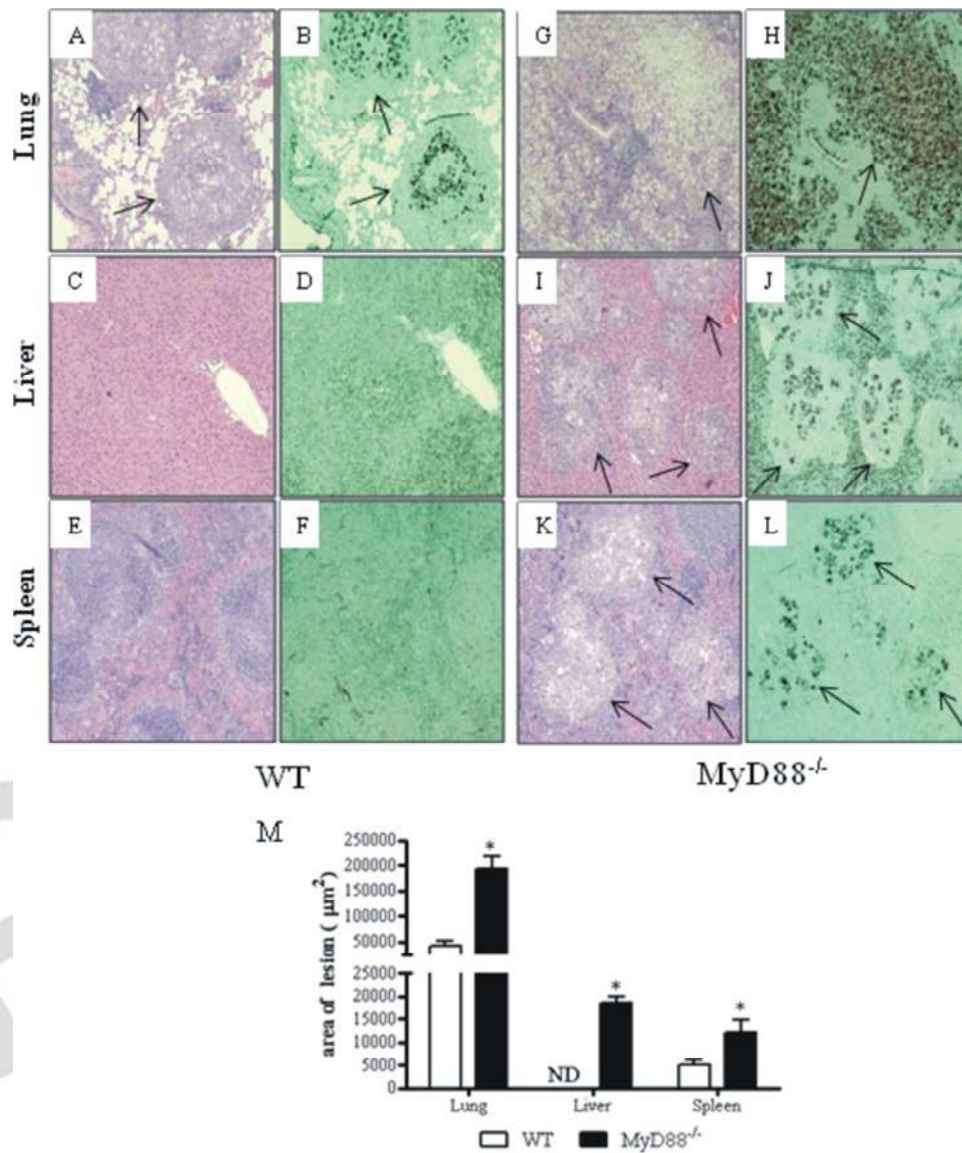 A B G H
Lung
C D I J
Liver
E F K L
Spleen
WT MyD88-/-
M
area of lesion ( μm²)
250000
200000
150000
100000
50000
25000
20000
15000
10000
5000
0
* * *
ND
Lung Liver Spleen
WT MyD88-/-